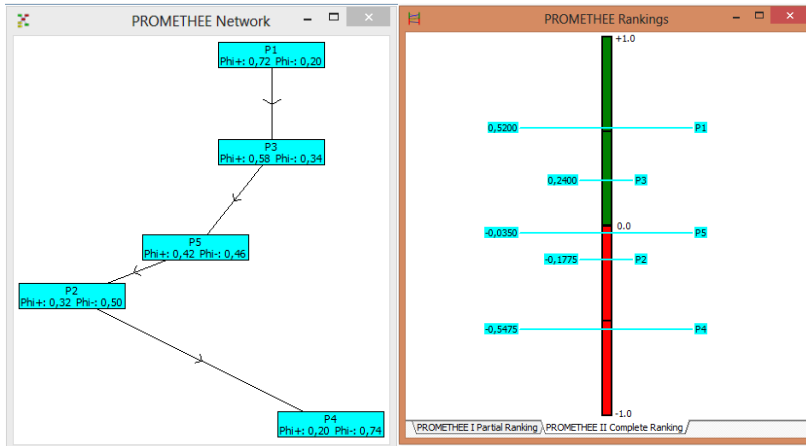 PROMETHEE Network
P1
Phi+: 0,72 Phi-: 0,20
P3
Phi+: 0,58 Phi-: 0,34
P5
Phi+: 0,42 Phi-: 0,46
P2
Phi+: 0,32 Phi-: 0,50
P4
Phi+: 0,20 Phi-: 0,74
PROMETHEE Rankings
+1.0
0,5200 P1
0,2400 P3
0.0
-0,0350 P5
-0,1775 P2
-0,5475 P4
-1.0
PROMETHEE I Partial Ranking PROMETHEE II Complete Ranking